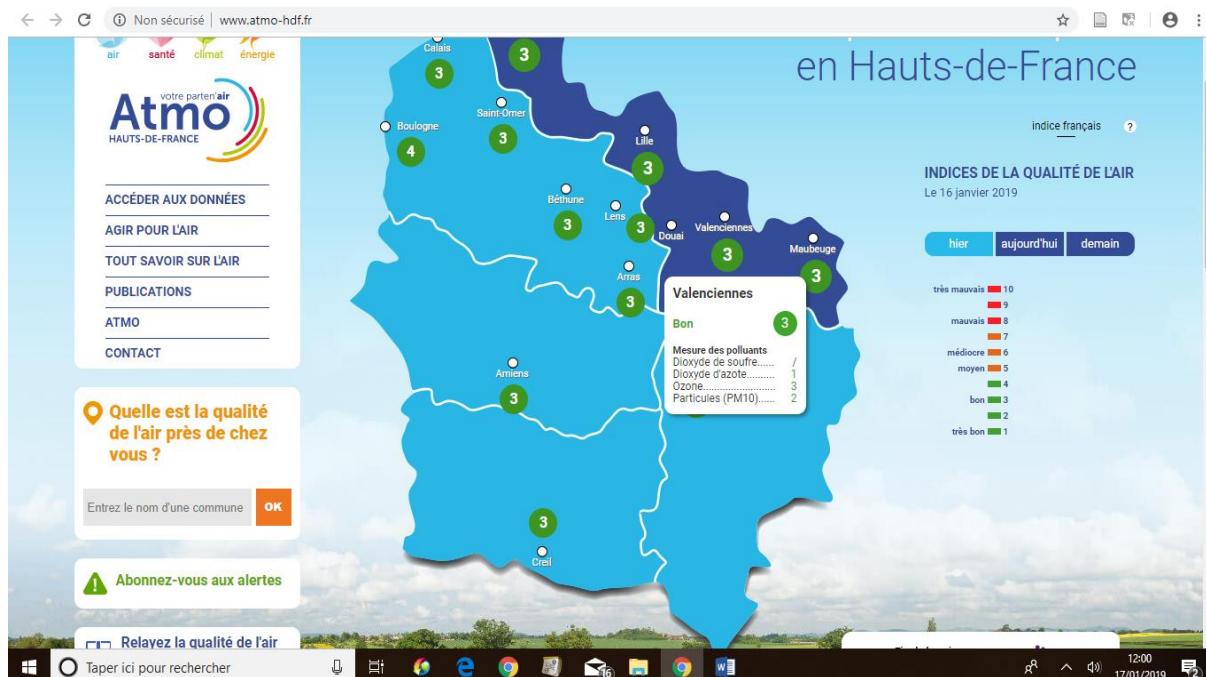 Non sécurisé | www.atmo-hdf.fr
air santé climat énergie
votre parten'air
Atmo
HAUTS-DE-FRANCE
ACCÉDER AUX DONNÉES
AGIR POUR L'AIR
TOUT SAVOIR SUR L'AIR
PUBLICATIONS
ATMO
CONTACT
Quelle est la qualité
de l'air près de chez
vous ?
Entrez le nom d'une commune OK
Abonnez-vous aux alertes
Relayez la qualité de l'air
Calais
3
3
Saint-Omer
3
Boulogne
4
Lille
3
Béthune
3
Lens
3
Douai
Valenciennes
3
Maubeuge
3
Arras
3
Valenciennes
Bon 3
Mesure des polluants
Dioxyde de soufre...... /
Dioxyde d'azote.......... 1
Ozone.......................... 3
Particules (PM10)...... 2
Amiens
3
3
Creil
en Hauts-de-France
indice français ?
INDICES DE LA QUALITÉ DE L'AIR
Le 16 janvier 2019
hier aujourd'hui demain
très mauvais 10
9
mauvais 8
7
médiocre 6
moyen 5
4
bon 3
2
très bon 1
Taper ici pour rechercher
16
W
12:00
17/01/2019
2